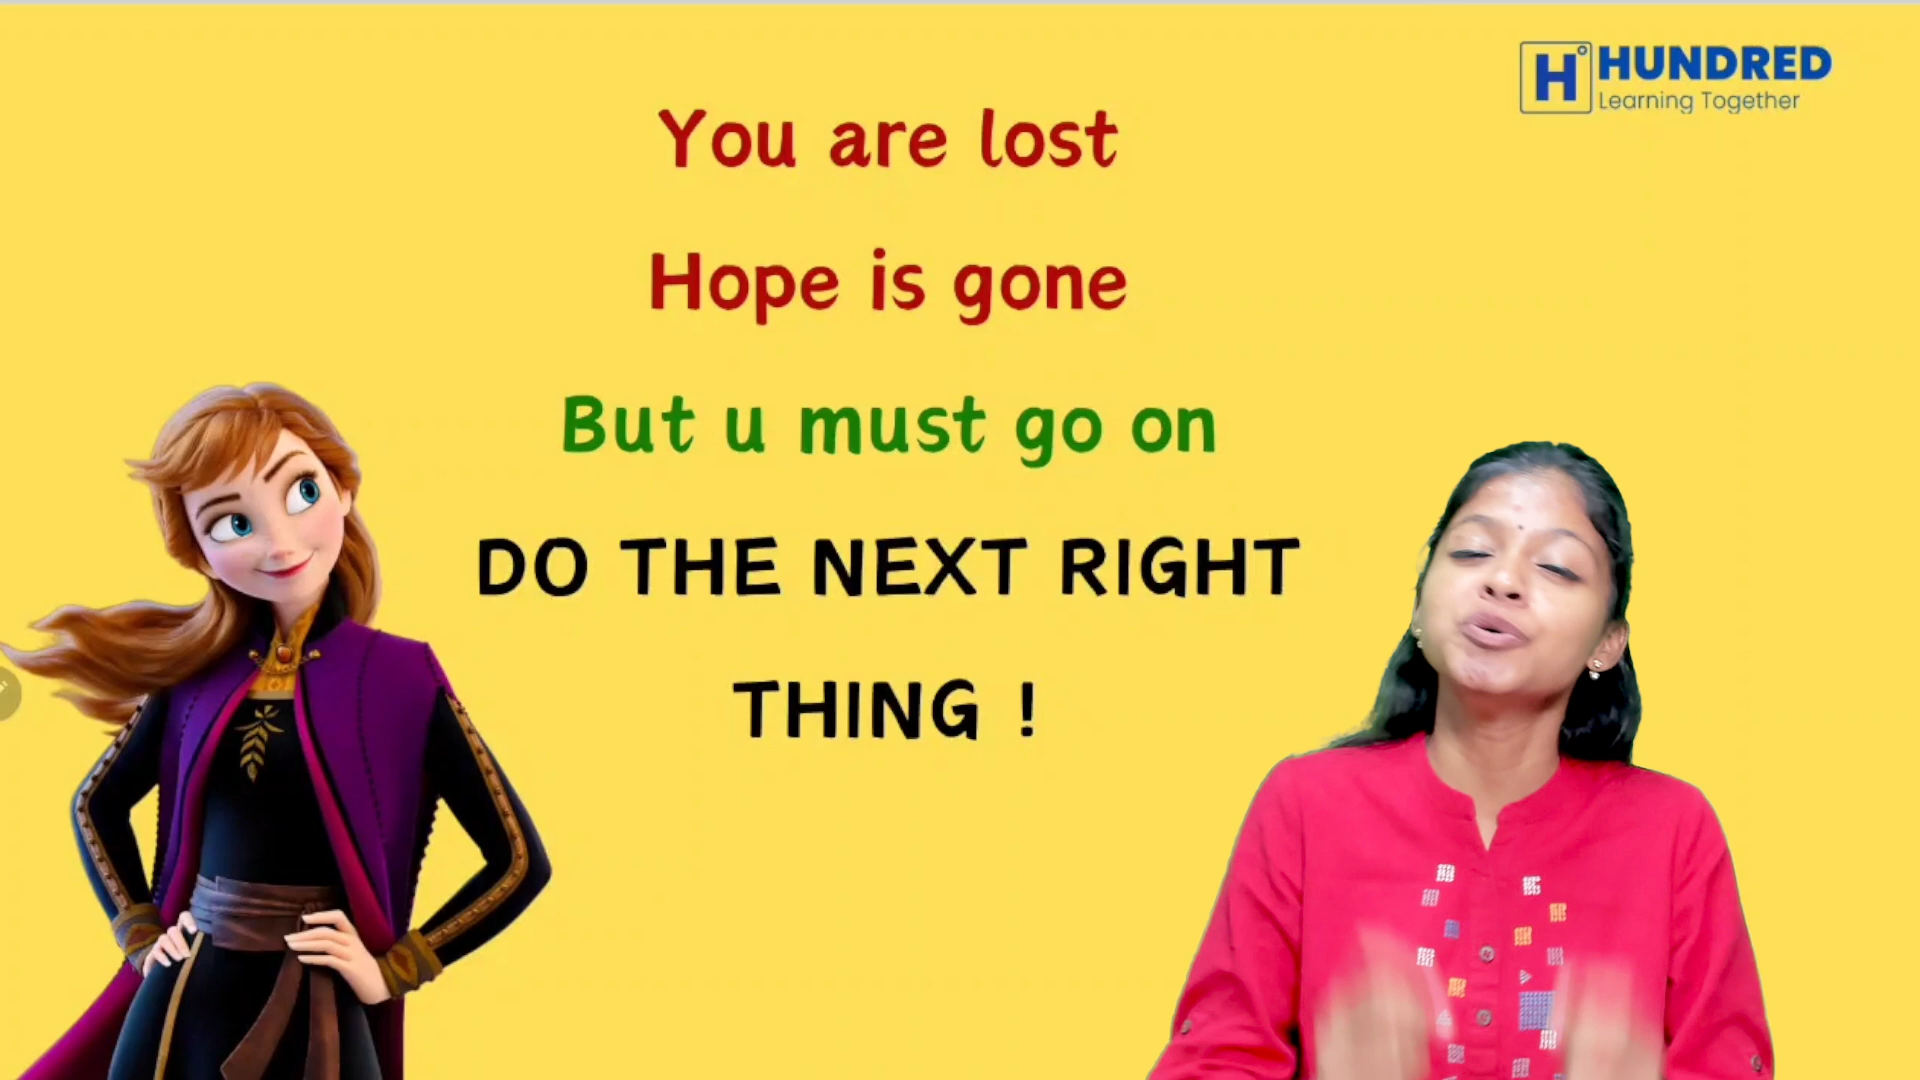 H° HUNDRED
Learning Together
You are lost
Hope is gone
But u must go on
DO THE NEXT RIGHT
THING !